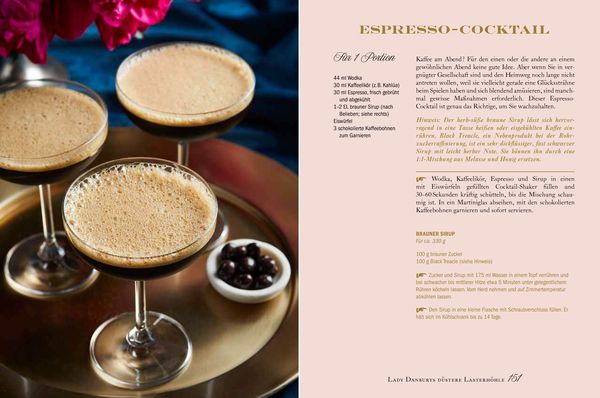 ESPRESSO-COCKTAIL
Für 1 Portion
44 ml Wodka
30 ml Kaffeelikör (z.B. Kahlúa)
30 ml Espresso, frisch gebrüht
und abgekühlt
1–2 EL brauner Sirup (nach
Belieben; siehe rechts)
Eiswürfel
3 schokolierte Kaffeebohnen
zum Garnieren
Kaffee am Abend? Für den einen oder die andere an einem
gewöhnlichen Abend keine gute Idee. Aber wenn Sie in ver-
gnügter Gesellschaft sind und den Heimweg noch lange nicht
antreten wollen, weil sie vielleicht gerade eine Glückssträhne
beim Spielen haben und sich blendend amüsieren, sind manch-
mal gewisse Maßnahmen erforderlich. Dieser Espresso-
Cocktail ist genau das Richtige, um Sie wachzuhalten.
Hinweis: Der herb-süße braune Sirup lässt sich hervor-
ragend in eine Tasse heißen oder eisgekühlten Kaffee ein-
rühren. Black Treacle, ein Nebenprodukt bei der Rohr-
zuckerraffinierung, ist ein sehr dickflüssiger, fast schwarzer
Sirup mit leicht herber Note. Sie können ihn durch eine
1:1-Mischung aus Melasse und Honig ersetzen.
Wodka, Kaffeelikör, Espresso und Sirup in einen
mit Eiswürfeln gefüllten Cocktail-Shaker füllen und
30–60 Sekunden kräftig schütteln, bis die Mischung schau-
mig ist. In ein Martiniglas abseihen, mit den schokolierten
Kaffeebohnen garnieren und sofort servieren.
BRAUNER SIRUP
Für ca. 330 g
100 g brauner Zucker
100 g Black Treacle (siehe Hinweis)
Zucker und Sirup mit 175 ml Wasser in einem Topf verrühren und
bei schwacher bis mittlerer Hitze etwa 5 Minuten unter gelegentlichem
Rühren köcheln lassen. Vom Herd nehmen und auf Zimmertemperatur
abkühlen lassen.
Den Sirup in eine kleine Flasche mit Schraubverschluss füllen. Er
hält sich im Kühlschrank bis zu 14 Tage.
LADY DANBURYS DÜSTERE LASTERHÖHLE 151